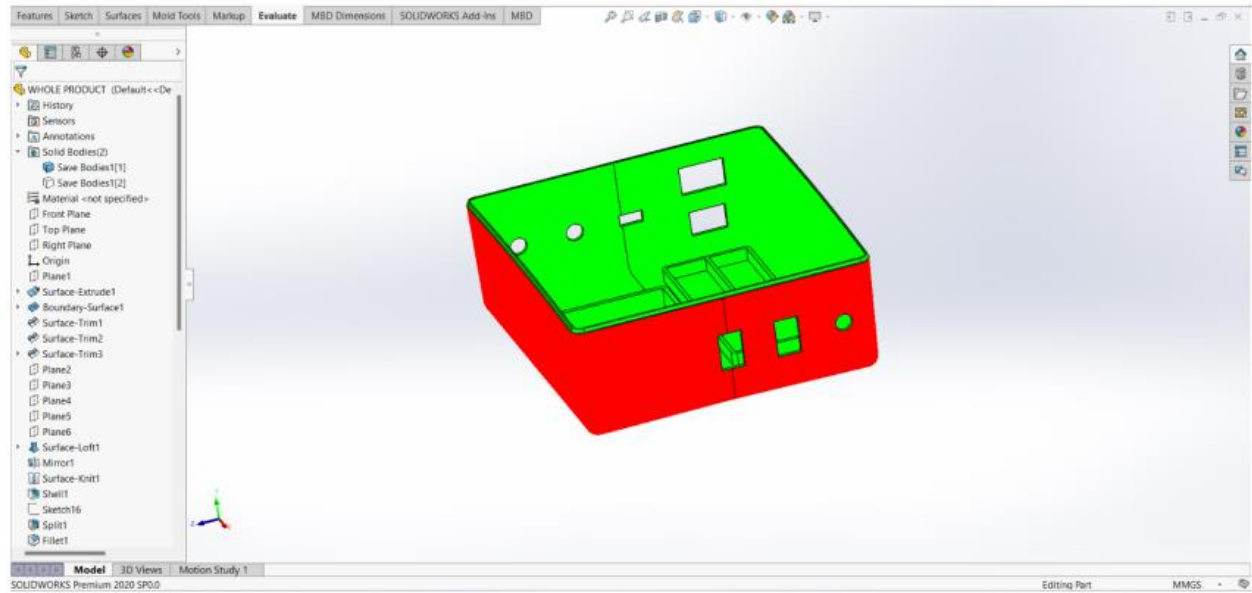 Features Sketch Surfaces Mold Tools Markup Evaluate MBD Dimensions SOLIDWORKS Add-Ins MBD
WHOLE PRODUCT (Default<<De
History
Sensors
Annotations
Solid Bodies(2)
Save Bodies1[1]
Save Bodies1[2]
Material <not specified>
Front Plane
Top Plane
Right Plane
Origin
Plane1
Surface-Extrude1
Boundary-Surface1
Surface-Trim1
Surface-Trim2
Surface-Trim3
Plane2
Plane3
Plane4
Plane5
Plane6
Surface-Loft1
Mirror1
Surface-Knit1
Shell1
Sketch16
Split1
Fillet1
Z
Model 3D Views Motion Study 1
SOLIDWORKS Premium 2020 SP0.0 Editing Part MMGS